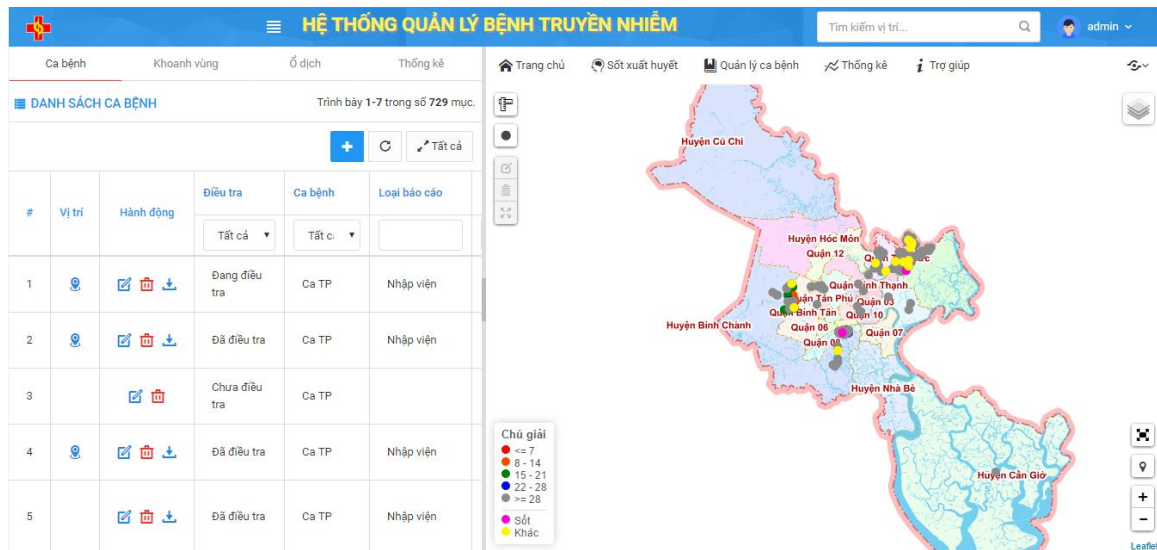 HỆ THỐNG QUẢN LÝ BỆNH TRUYỀN NHIỄM
Tìm kiếm vị trí...
admin
Ca bệnh Khoanh vùng Ổ dịch Thống kê
Trang chủ Sốt xuất huyết Quản lý ca bệnh Thống kê Trợ giúp
DANH SÁCH CA BỆNH
Trình bày 1-7 trong số 729 mục.
Tất cả
# Vị trí Hành động Điều tra Ca bệnh Loại báo cáo
Tất cả Tất c
1 Đang điều tra Ca TP Nhập viện
2 Đã điều tra Ca TP Nhập viện
3 Chưa điều tra Ca TP
4 Đã điều tra Ca TP Nhập viện
5 Đã điều tra Ca TP Nhập viện
Huyện Củ Chi
Huyện Hóc Môn
Quận 12
Quận Bình Thạnh
Quận Tân Phú
Quận 03
Quận Bình Tân
Quận 10
Huyện Bình Chánh
Quận 06
Quận 07
Quận 08
Huyện Nhà Bè
Huyện Cần Giờ
Chú giải
<= 7
8 - 14
15 - 21
22 - 28
>= 28
Sốt
Khác
+
-
Leaflet